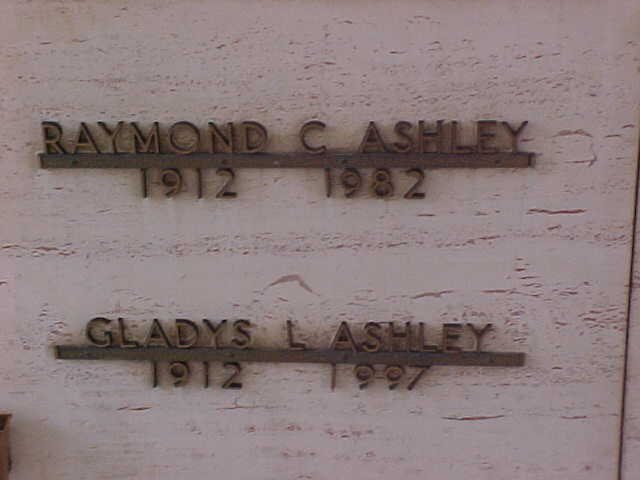 RAYMOND C ASHLEY
1912 1982
GLADYS L ASHLEY
1912 1997